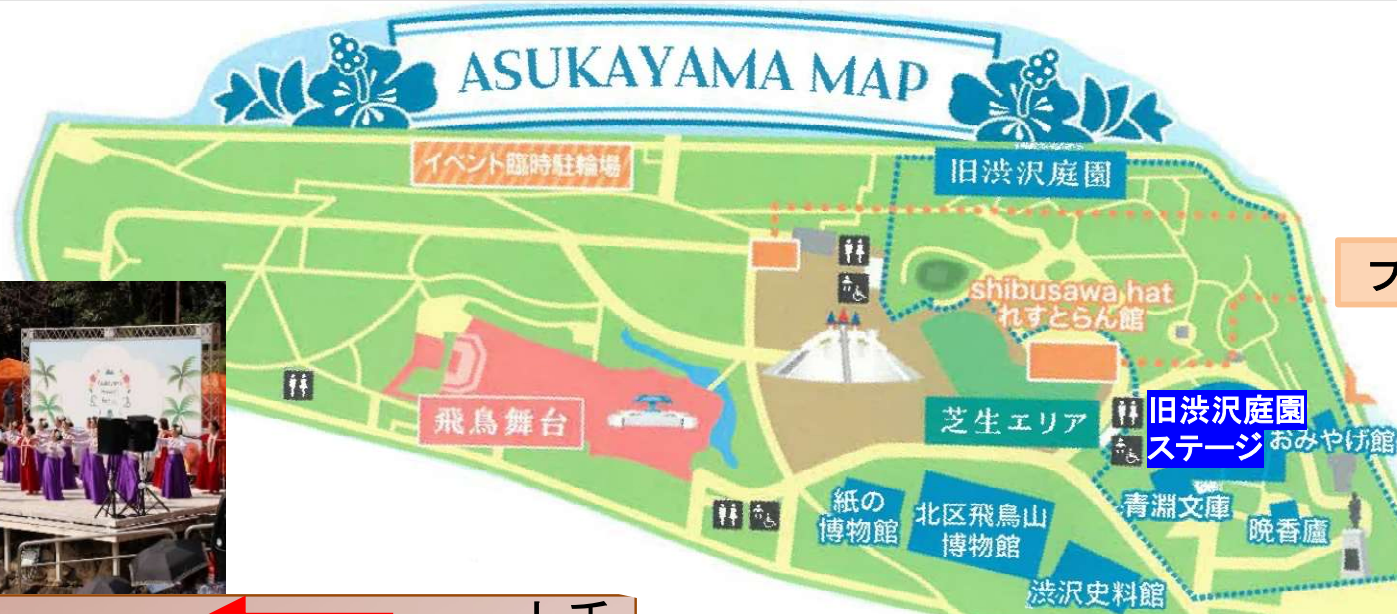 ASUKAYAMA MAP
イベント臨時駐輪場
旧渋沢庭園
フ
shibusawa hat
れすとらん館
飛鳥舞台
芝生エリア
旧渋沢庭園
ステージ
おみやげ館
紙の
博物館
北区飛鳥山
博物館
青淵文庫
晩香廬
渋沢史料館